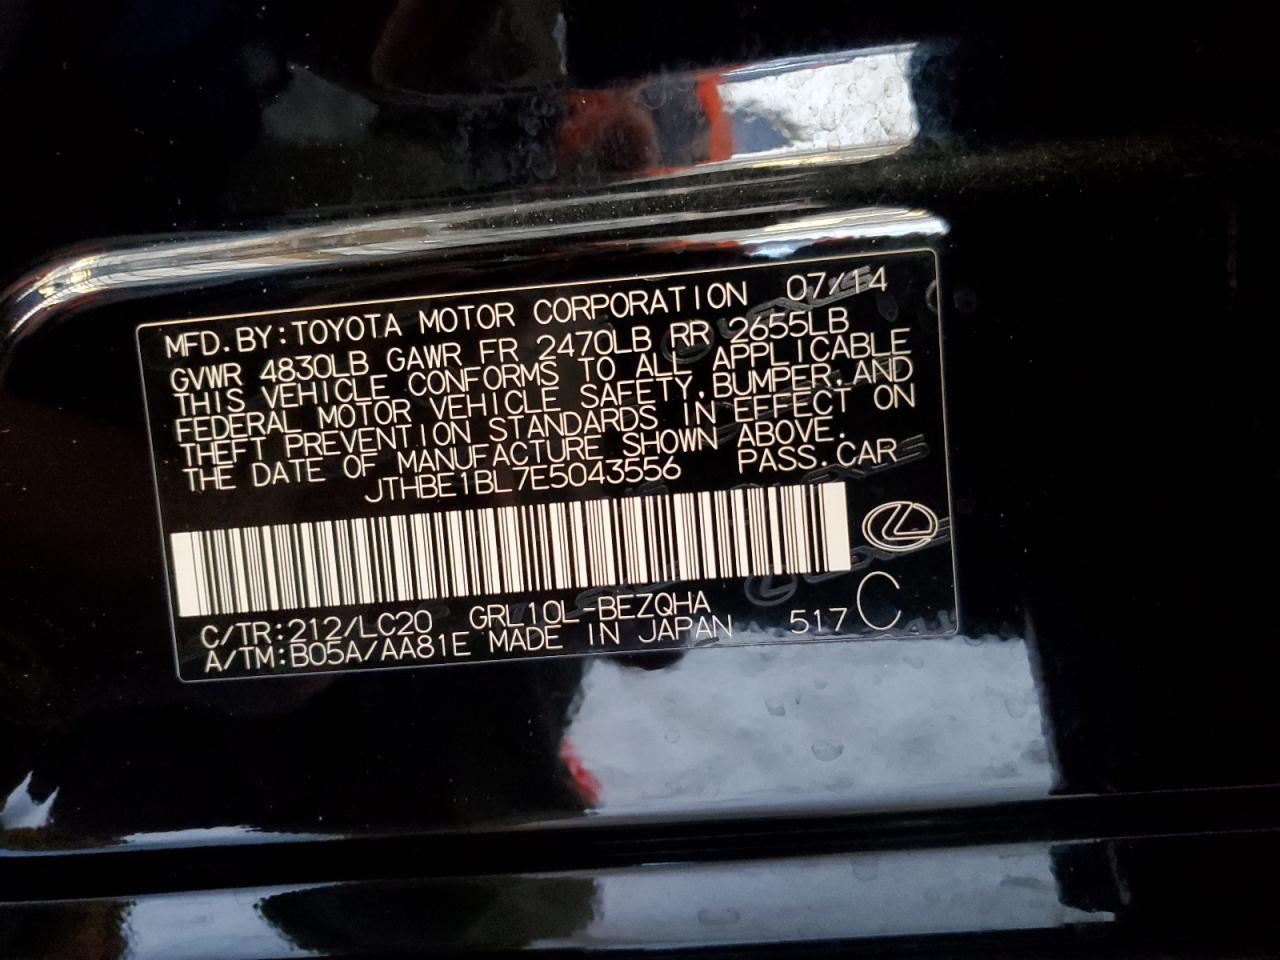 MFD.BY:TOYOTA MOTOR CORPORATION 07/14
GVWR 4830LB GAWR FR 2470LB RR 2655LB
THIS VEHICLE CONFORMS TO ALL APPLICABLE
FEDERAL MOTOR VEHICLE SAFETY,BUMPER,AND
THEFT PREVENTION STANDARDS IN EFFECT ON
THE DATE OF MANUFACTURE SHOWN ABOVE.
JTHBE1BL7E5043556 PASS.CAR
C/TR:212/LC20 GRL10L-BEZQHA
A/TM:B05A/AA81E MADE IN JAPAN 517 C